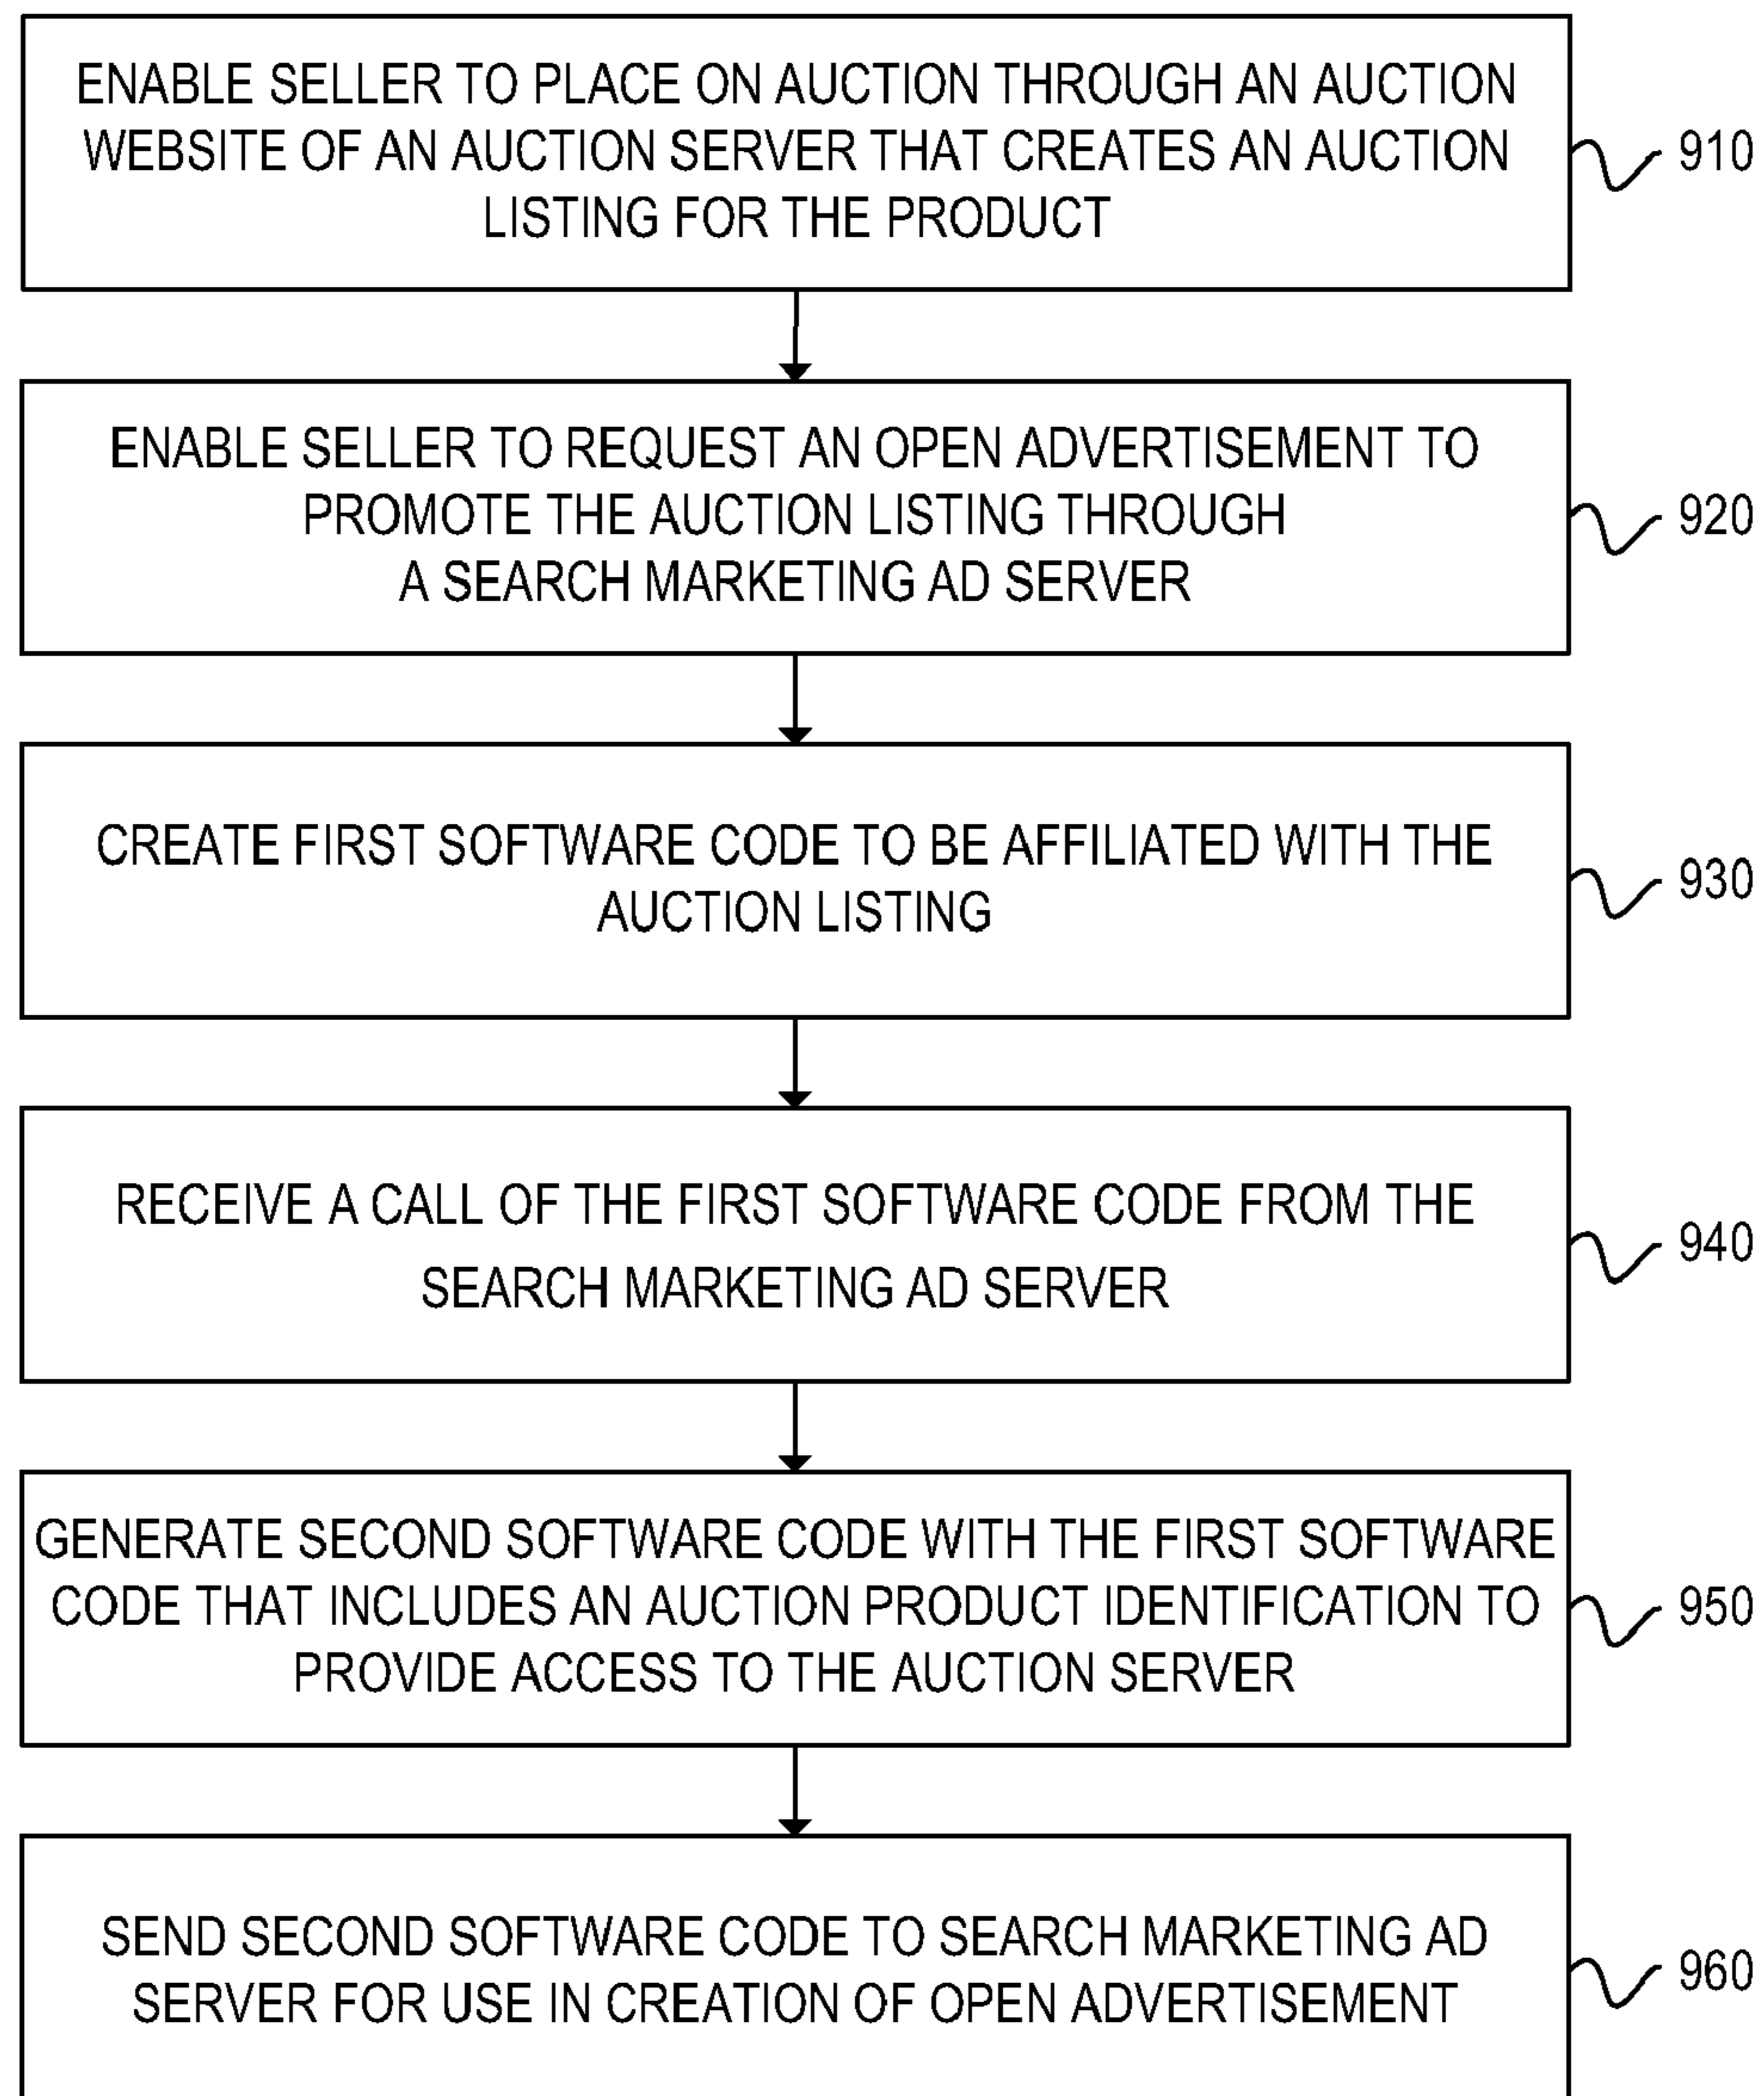 ENABLE SELLER TO PLACE ON AUCTION THROUGH AN AUCTION
WEBSITE OF AN AUCTION SERVER THAT CREATES AN AUCTION
LISTING FOR THE PRODUCT
910
ENABLE SELLER TO REQUEST AN OPEN ADVERTISEMENT TO
PROMOTE THE AUCTION LISTING THROUGH
A SEARCH MARKETING AD SERVER
920
CREATE FIRST SOFTWARE CODE TO BE AFFILIATED WITH THE
AUCTION LISTING
930
RECEIVE A CALL OF THE FIRST SOFTWARE CODE FROM THE
SEARCH MARKETING AD SERVER
940
GENERATE SECOND SOFTWARE CODE WITH THE FIRST SOFTWARE
CODE THAT INCLUDES AN AUCTION PRODUCT IDENTIFICATION TO
PROVIDE ACCESS TO THE AUCTION SERVER
950
SEND SECOND SOFTWARE CODE TO SEARCH MARKETING AD
SERVER FOR USE IN CREATION OF OPEN ADVERTISEMENT
960